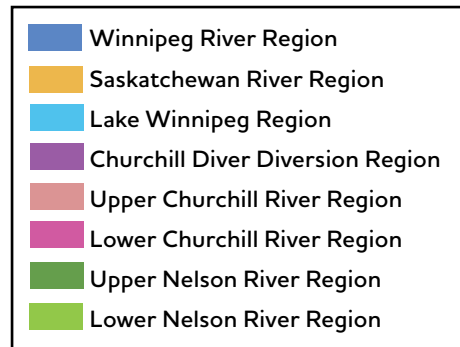 Winnipeg River Region
Saskatchewan River Region
Lake Winnipeg Region
Churchill Diver Diversion Region
Upper Churchill River Region
Lower Churchill River Region
Upper Nelson River Region
Lower Nelson River Region